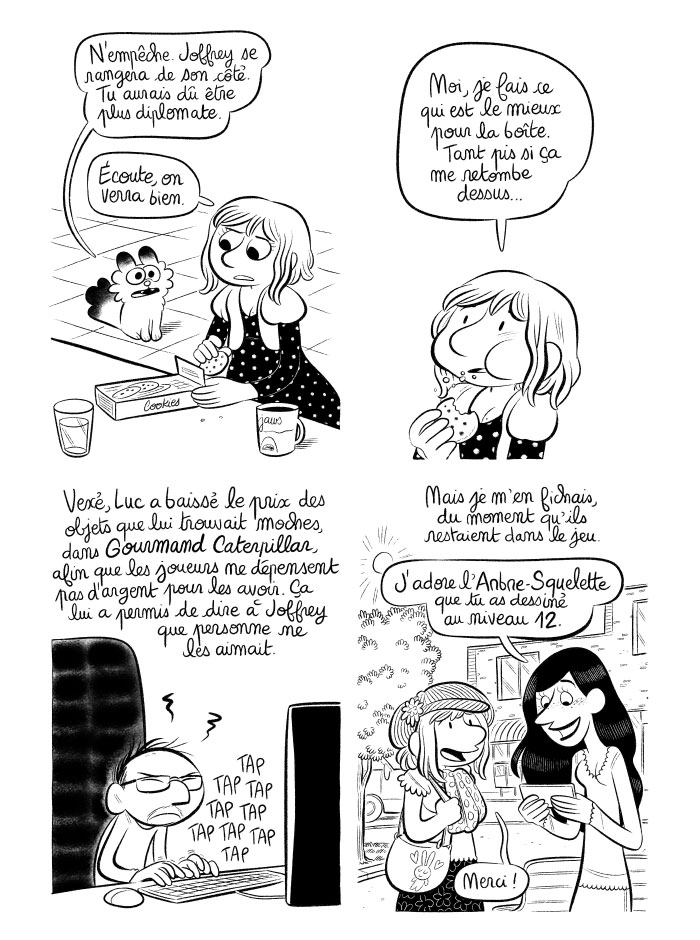 N'empêche. Joffrey se
rangera de son côté.
Tu aurais dû être
plus diplomate.
Écoute, on
verra bien.
Cookies
Moi, je fais ce
qui est le mieux
pour la boîte.
Tant pis si ça
me retombe
dessus...
Vexé, Luc a baissé le prix des
objets que lui trouvait moches,
dans Gourmand Caterpillar,
afin que les joueurs ne dépensent
pas d'argent pour les avoir. Ça
lui a permis de dire à Joffrey
que personne ne
les aimait.
TAP
TAP TAP
TAP TAP
TAP TAP TAP
TAP
Mais je m'en fichais,
du moment qu'ils
restaient dans le jeu.
J'adore l'Arbre-Squelette
que tu as dessiné
au niveau 12.
Merci !